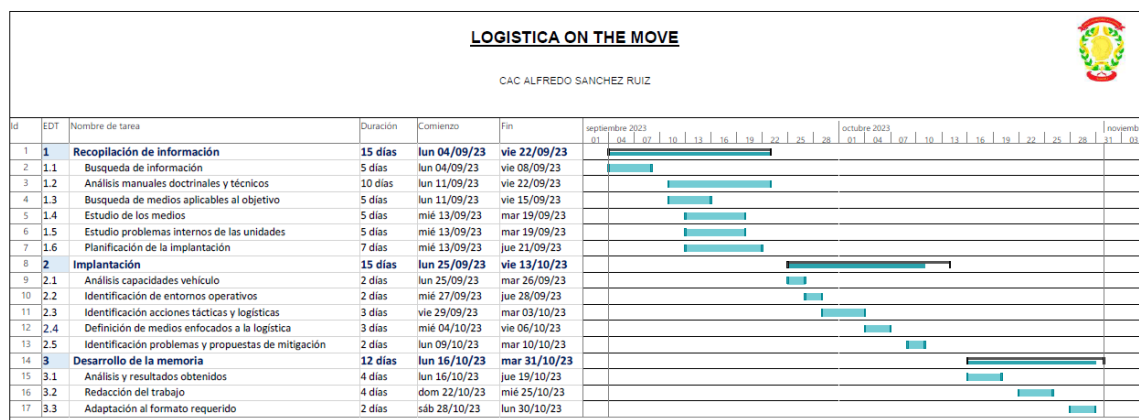 LOGISTICA ON THE MOVE
CAC ALFREDO SANCHEZ RUIZ
Id EDT Nombre de tarea Duración Comienzo Fin septiembre 2023 octubre 2023 noviemb
01 04 07 10 13 16 19 22 25 28 01 04 07 10 13 16 19 22 25 28 31 03
1 1 Recopilación de información 15 días lun 04/09/23 vie 22/09/23
2 1.1 Busqueda de información 5 días lun 04/09/23 vie 08/09/23
3 1.2 Análisis manuales doctrinales y técnicos 10 días lun 11/09/23 vie 22/09/23
4 1.3 Busqueda de medios aplicables al objetivo 5 días lun 11/09/23 vie 15/09/23
5 1.4 Estudio de los medios 5 días mié 13/09/23 mar 19/09/23
6 1.5 Estudio problemas internos de las unidades 5 días mié 13/09/23 mar 19/09/23
7 1.6 Planificación de la implantación 7 días mié 13/09/23 jue 21/09/23
8 2 Implantación 15 días lun 25/09/23 vie 13/10/23
9 2.1 Análisis capacidades vehículo 2 días lun 25/09/23 mar 26/09/23
10 2.2 Identificación de entornos operativos 2 días mié 27/09/23 jue 28/09/23
11 2.3 Identificación acciones tácticas y logísticas 3 días vie 29/09/23 mar 03/10/23
12 2.4 Definición de medios enfocados a la logística 3 días mié 04/10/23 vie 06/10/23
13 2.5 Identificación problemas y propuestas de mitigación 2 días lun 09/10/23 mar 10/10/23
14 3 Desarrollo de la memoria 12 días lun 16/10/23 mar 31/10/23
15 3.1 Análisis y resultados obtenidos 4 días lun 16/10/23 jue 19/10/23
16 3.2 Redacción del trabajo 4 días dom 22/10/23 mié 25/10/23
17 3.3 Adaptación al formato requerido 2 días sáb 28/10/23 lun 30/10/23